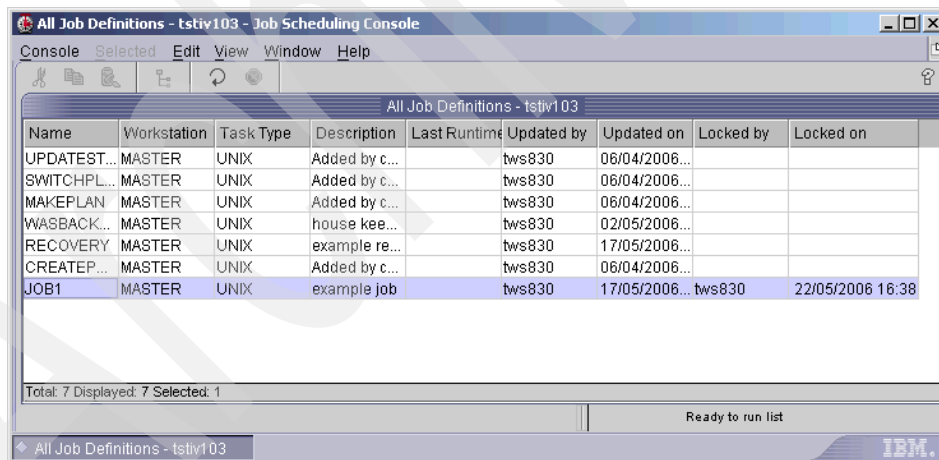 All Job Definitions - tstiv103 - Job Scheduling Console
Console Selected Edit View Window Help
All Job Definitions - tstiv103
Name Workstation Task Type Description Last Runtime Updated by Updated on Locked by Locked on
UPDATEST... MASTER UNIX Added by c... tws830 06/04/2006...
SWITCHPL... MASTER UNIX Added by c... tws830 06/04/2006...
MAKEPLAN MASTER UNIX Added by c... tws830 06/04/2006...
WASBACK... MASTER UNIX house kee... tws830 02/05/2006...
RECOVERY MASTER UNIX example re... tws830 17/05/2006...
CREATEP... MASTER UNIX Added by c... tws830 06/04/2006...
JOB1 MASTER UNIX example job tws830 17/05/2006... tws830 22/05/2006 16:38
Total: 7 Displayed: 7 Selected: 1
Ready to run list
All Job Definitions - tstiv103
IBM.